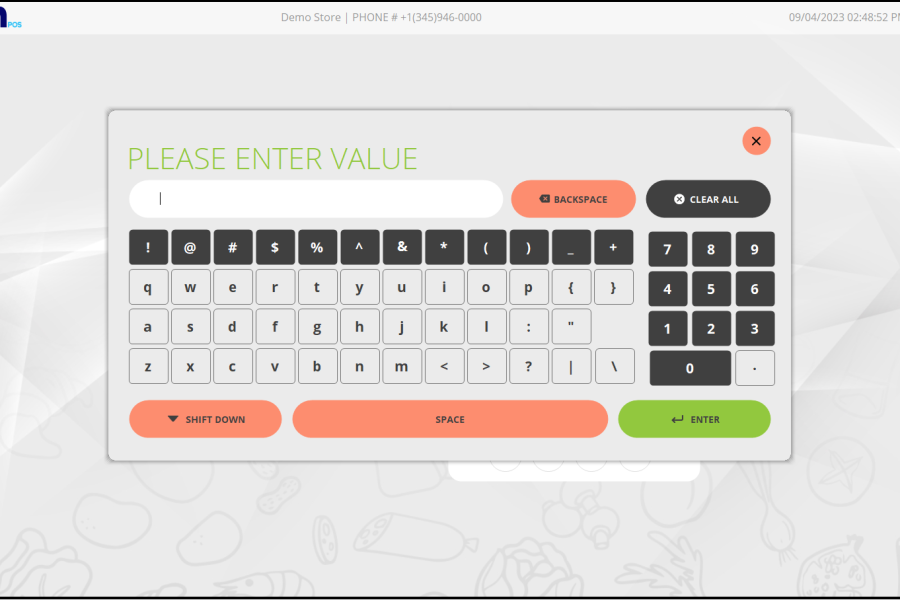 POS
Demo Store | PHONE # +1(345)946-0000
09/04/2023 02:48:52
PLEASE ENTER VALUE
BACKSPACE
CLEAR ALL
! @ # $ % ^ & * ( ) _ + 7 8 9
q w e r t y u i o p { } 4 5 6
a s d f g h j k l : " 1 2 3
z x c v b n m < > ? | \ 0 .
SHIFT DOWN
SPACE
ENTER